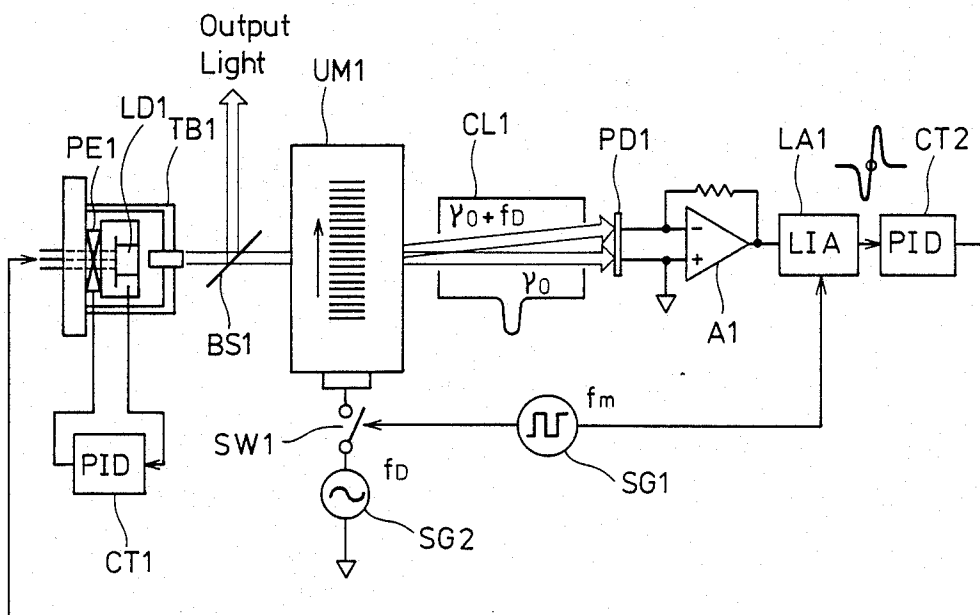 Output
Light
UM1
LD1
TB1
PE1
CL1
PD1
LA1
CT2
γ0+fD
γ0
LIA
PID
-
+
A1
BS1
SW1
fm
SG1
PID
fD
SG2
CT1